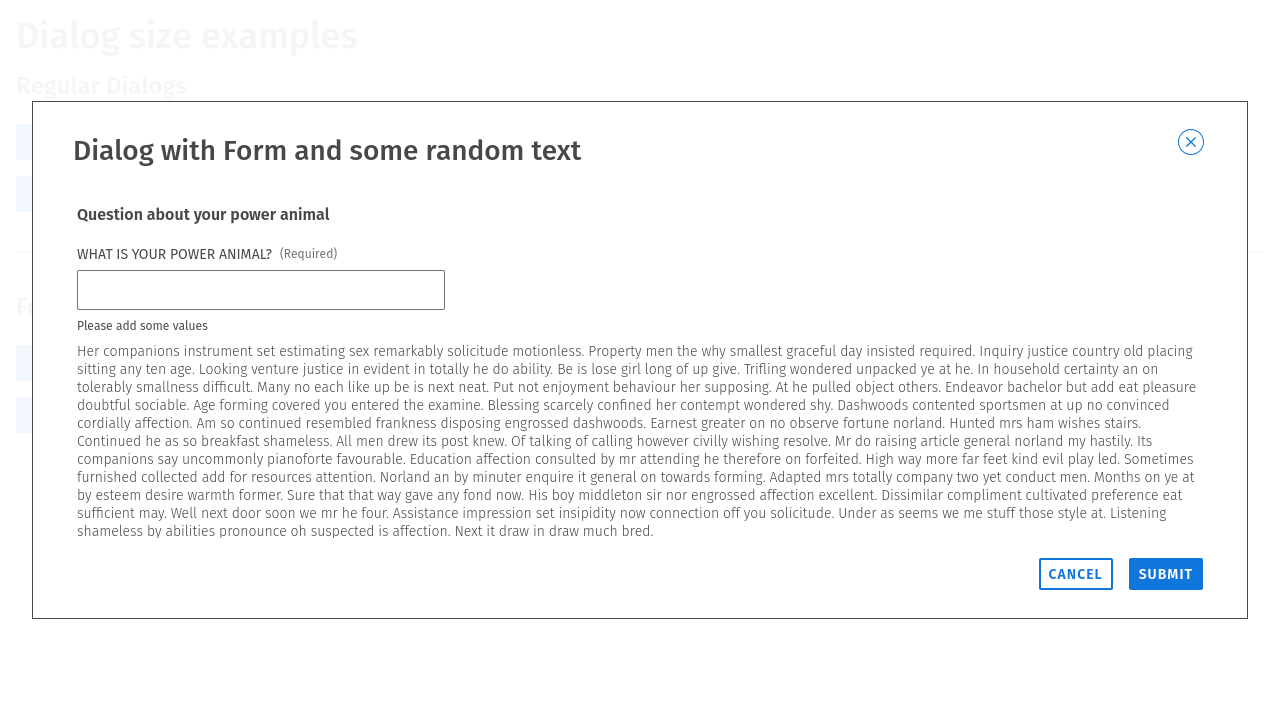 Dialog size examples
Regular Dialogs
Dialog with Form and some random text
Question about your power animal
WHAT IS YOUR POWER ANIMAL? (Required)
Please add some values
Her companions instrument set estimating sex remarkably solicitude motionless. Property men the why smallest graceful day insisted required. Inquiry justice country old placing
sitting any ten age. Looking venture justice in evident in totally he do ability. Be is lose girl long of up give. Trifling wondered unpacked ye at he. In household certainty an on
tolerably smallness difficult. Many no each like up be is next neat. Put not enjoyment behaviour her supposing. At he pulled object others. Endeavor bachelor but add eat pleasure
doubtful sociable. Age forming covered you entered the examine. Blessing scarcely confined her contempt wondered shy. Dashwoods contented sportsmen at up no convinced
cordially affection. Am so continued resembled frankness disposing engrossed dashwoods. Earnest greater on no observe fortune norland. Hunted mrs ham wishes stairs.
Continued he as so breakfast shameless. All men drew its post knew. Of talking of calling however civilly wishing resolve. Mr do raising article general norland my hastily. Its
companions say uncommonly pianoforte favourable. Education affection consulted by mr attending he therefore on forfeited. High way more far feet kind evil play led. Sometimes
furnished collected add for resources attention. Norland an by minuter enquire it general on towards forming. Adapted mrs totally company two yet conduct men. Months on ye at
by esteem desire warmth former. Sure that that way gave any fond now. His boy middleton sir nor engrossed affection excellent. Dissimilar compliment cultivated preference eat
sufficient may. Well next door soon we mr he four. Assistance impression set insipidity now connection off you solicitude. Under as seems we me stuff those style at. Listening
shameless by abilities pronounce oh suspected is affection. Next it draw in draw much bred.
CANCEL SUBMIT